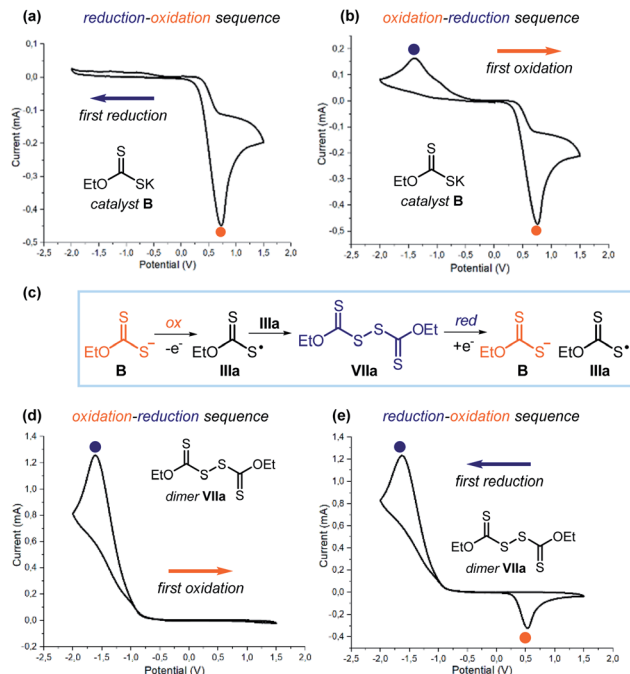 (a) reduction-oxidation sequence
Current (mA)
0,1
0,0
-0,1
-0,2
-0,3
-0,4
-0,5
first reduction
S
EtO
SK
catalyst B
-2,5 -2,0 -1,5 -1,0 -0,5 0,0 0,5 1,0 1,5 2,0
Potential (V)
(b) oxidation-reduction sequence
Current (mA)
0,2
0,1
0,0
-0,1
-0,2
-0,3
-0,4
-0,5
first oxidation
S
EtO
SK
catalyst B
-2,5 -2,0 -1,5 -1,0 -0,5 0,0 0,5 1,0 1,5 2,0
Potential (V)
(c)
S
EtO S−
B
ox
-e−
S
EtO S•
IIIa
IIIa
S
EtO S S OEt
S
VIIa
red
+e−
S
EtO S−
B
S
EtO S•
IIIa
(d) oxidation-reduction sequence
Current (mA)
1,4
1,2
1,0
0,8
0,6
0,4
0,2
0,0
-0,2
S
EtO S S OEt
S
dimer VIIa
first oxidation
-2,5 -2,0 -1,5 -1,0 -0,5 0,0 0,5 1,0 1,5 2,0
Potential (V)
(e) reduction-oxidation sequence
Current (mA)
1,4
1,2
1,0
0,8
0,6
0,4
0,2
0,0
-0,2
-0,4
first reduction
S
EtO S S OEt
S
dimer VIIa
-2,5 -2,0 -1,5 -1,0 -0,5 0,0 0,5 1,0 1,5 2,0
Potential (V)